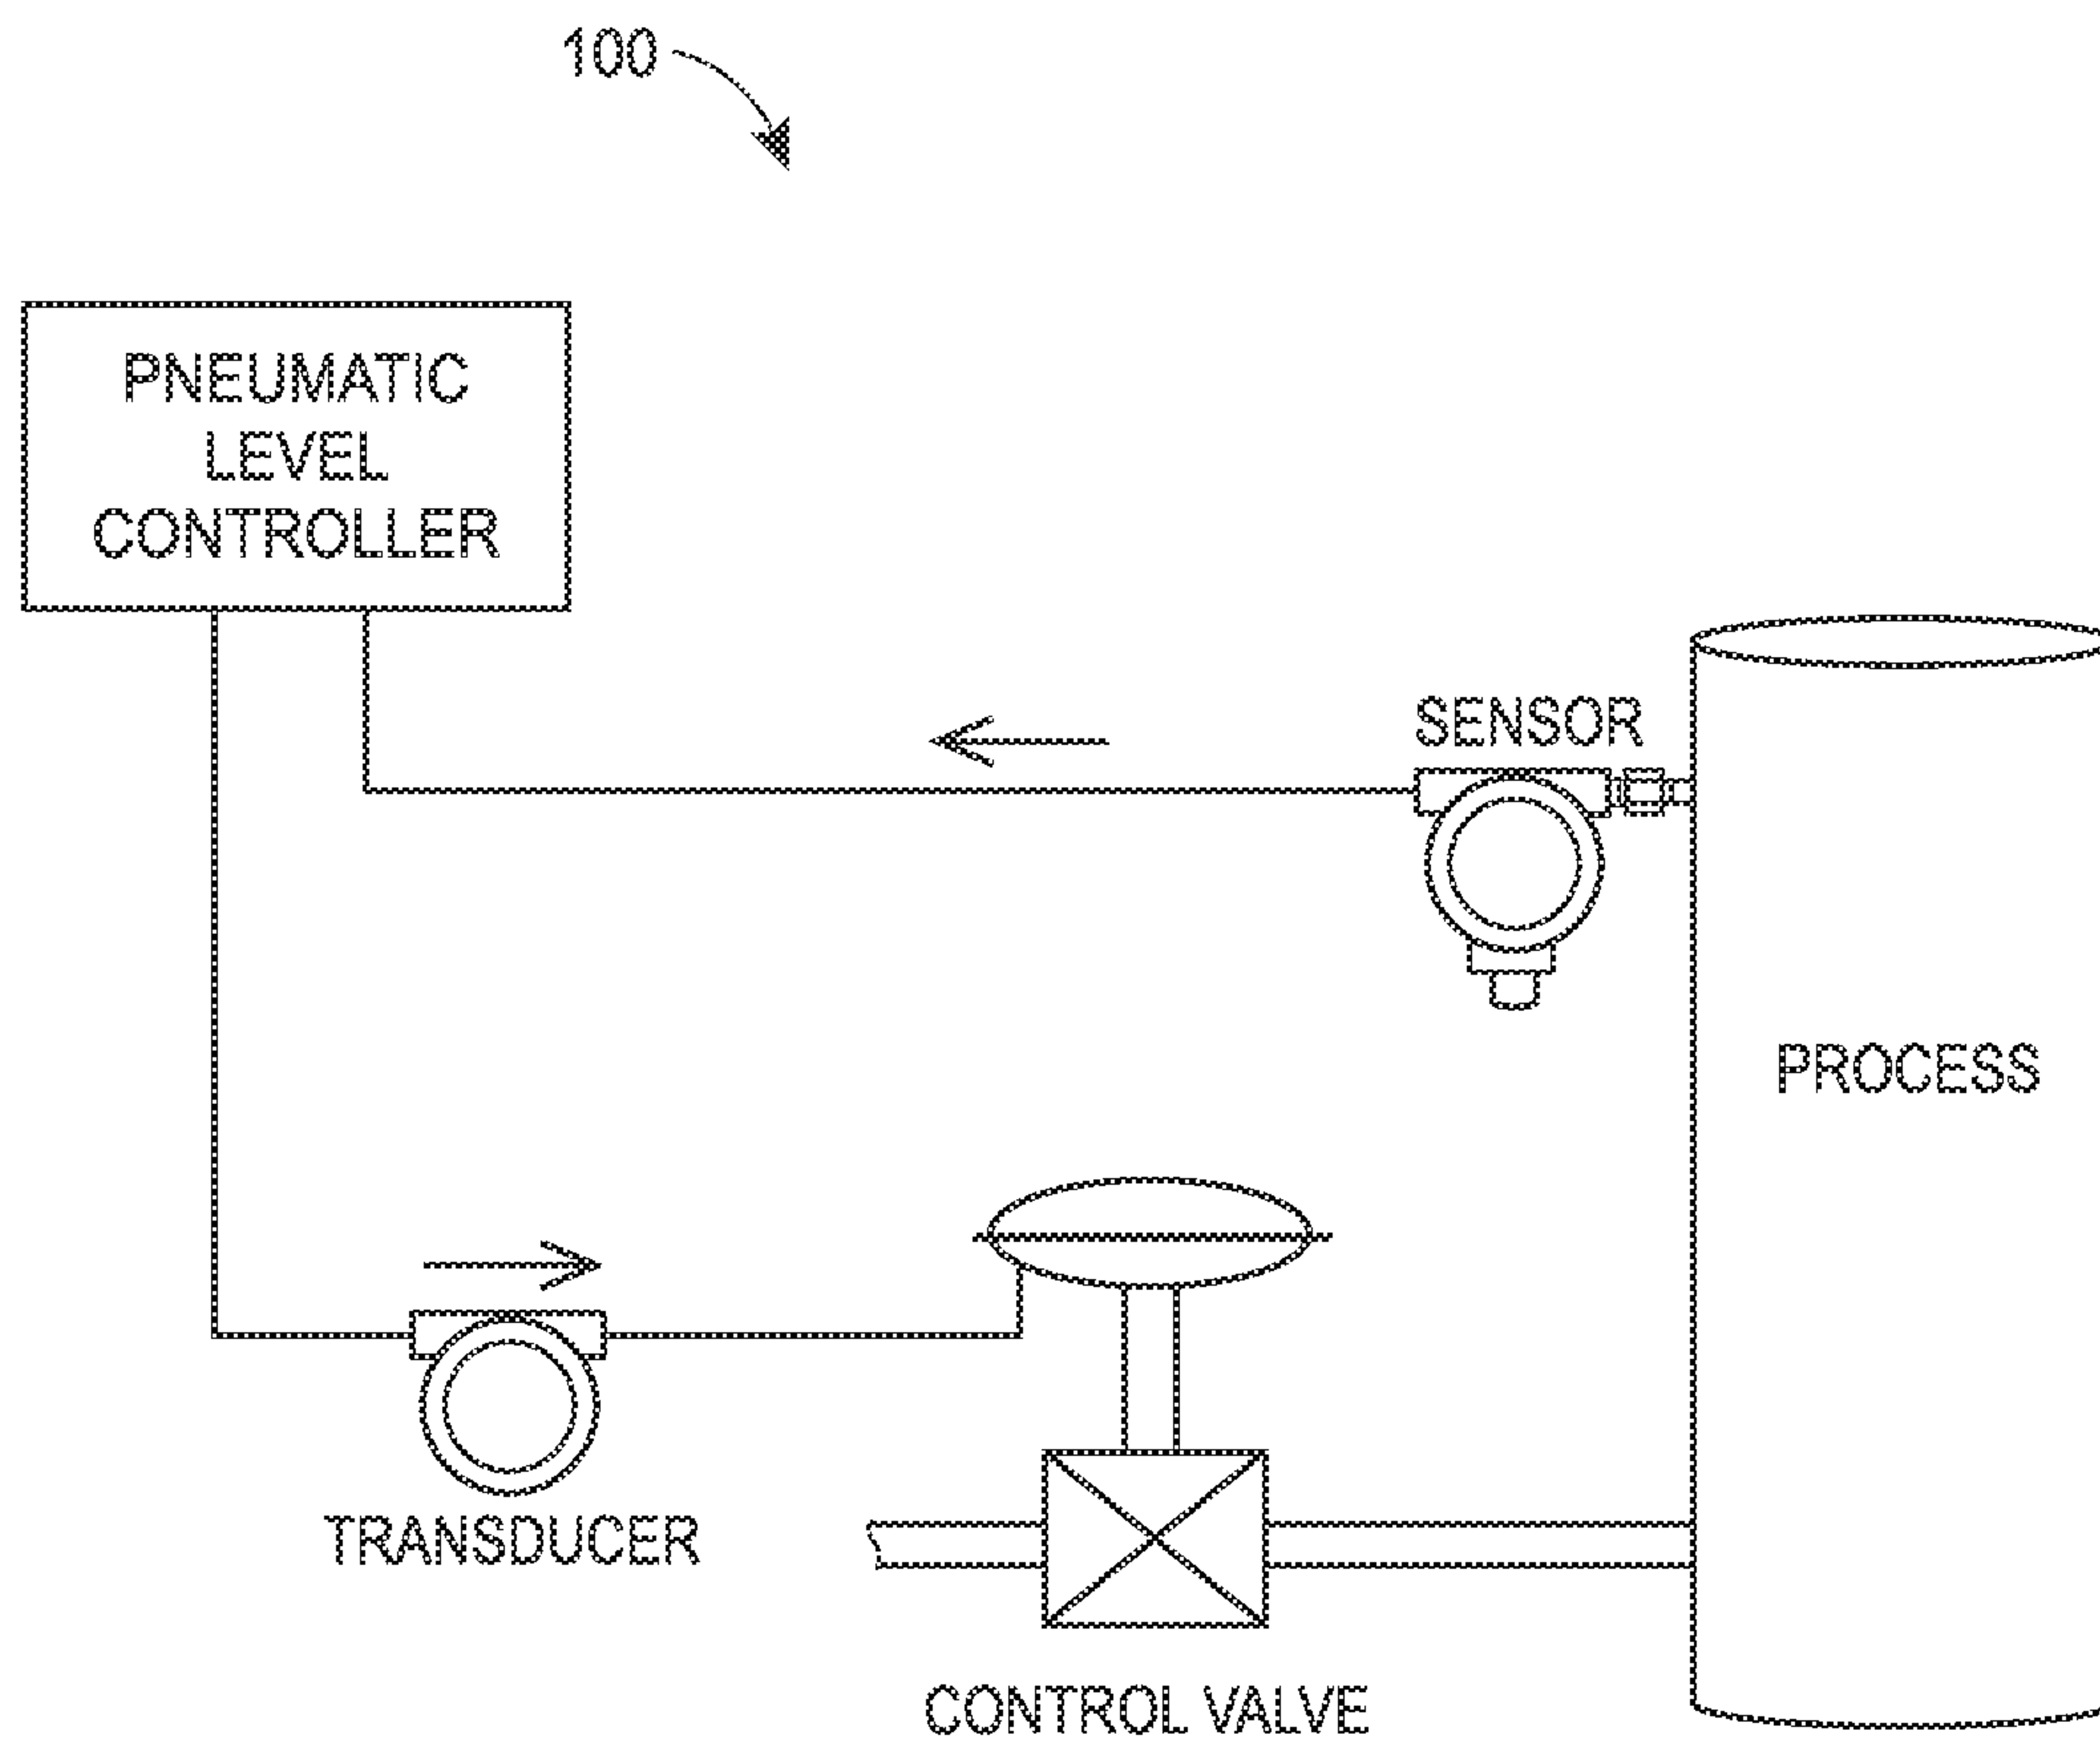 100
PNEUMATIC
LEVEL
CONTROLLER
SENSOR
PROCESS
TRANSDUCER
CONTROL VALVE